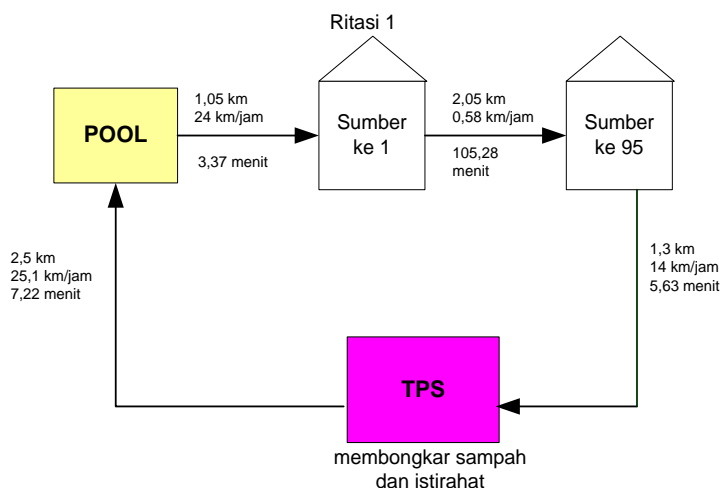 Ritasi 1
1,05 km
24 km/jam
3,37 menit
2,05 km
0,58 km/jam
105,28
menit
POOL
Sumber
ke 1
Sumber
ke 95
2,5 km
25,1 km/jam
7,22 menit
1,3 km
14 km/jam
5,63 menit
TPS
membongkar sampah
dan istirahat